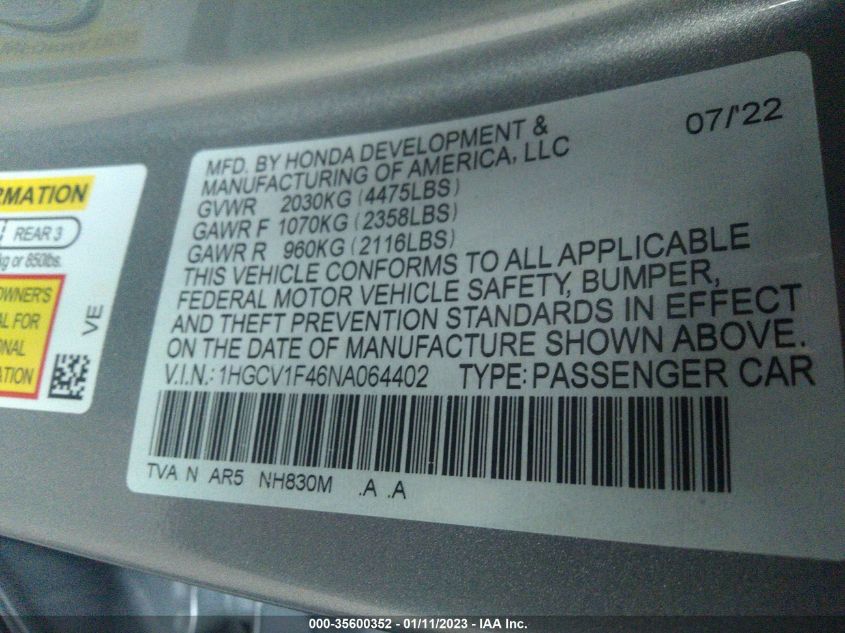 07/'22
MFD. BY HONDA DEVELOPMENT &
MANUFACTURING OF AMERICA, LLC
GVWR 2030KG (4475LBS)
GAWR F 1070KG (2358LBS)
GAWR R 960KG (2116LBS)
THIS VEHICLE CONFORMS TO ALL APPLICABLE
FEDERAL MOTOR VEHICLE SAFETY, BUMPER,
AND THEFT PREVENTION STANDARDS IN EFFECT
ON THE DATE OF MANUFACTURE SHOWN ABOVE.
V.I.N.: 1HGCV1F46NA064402 TYPE: PASSENGER CAR
TVA N AR5 NH830M .A .A
RMATION
REAR 3
kg or 850lbs.
OWNER'S
AL FOR
ONAL
ATION
VE
000-35600352 - 01/11/2023 - IAA Inc.